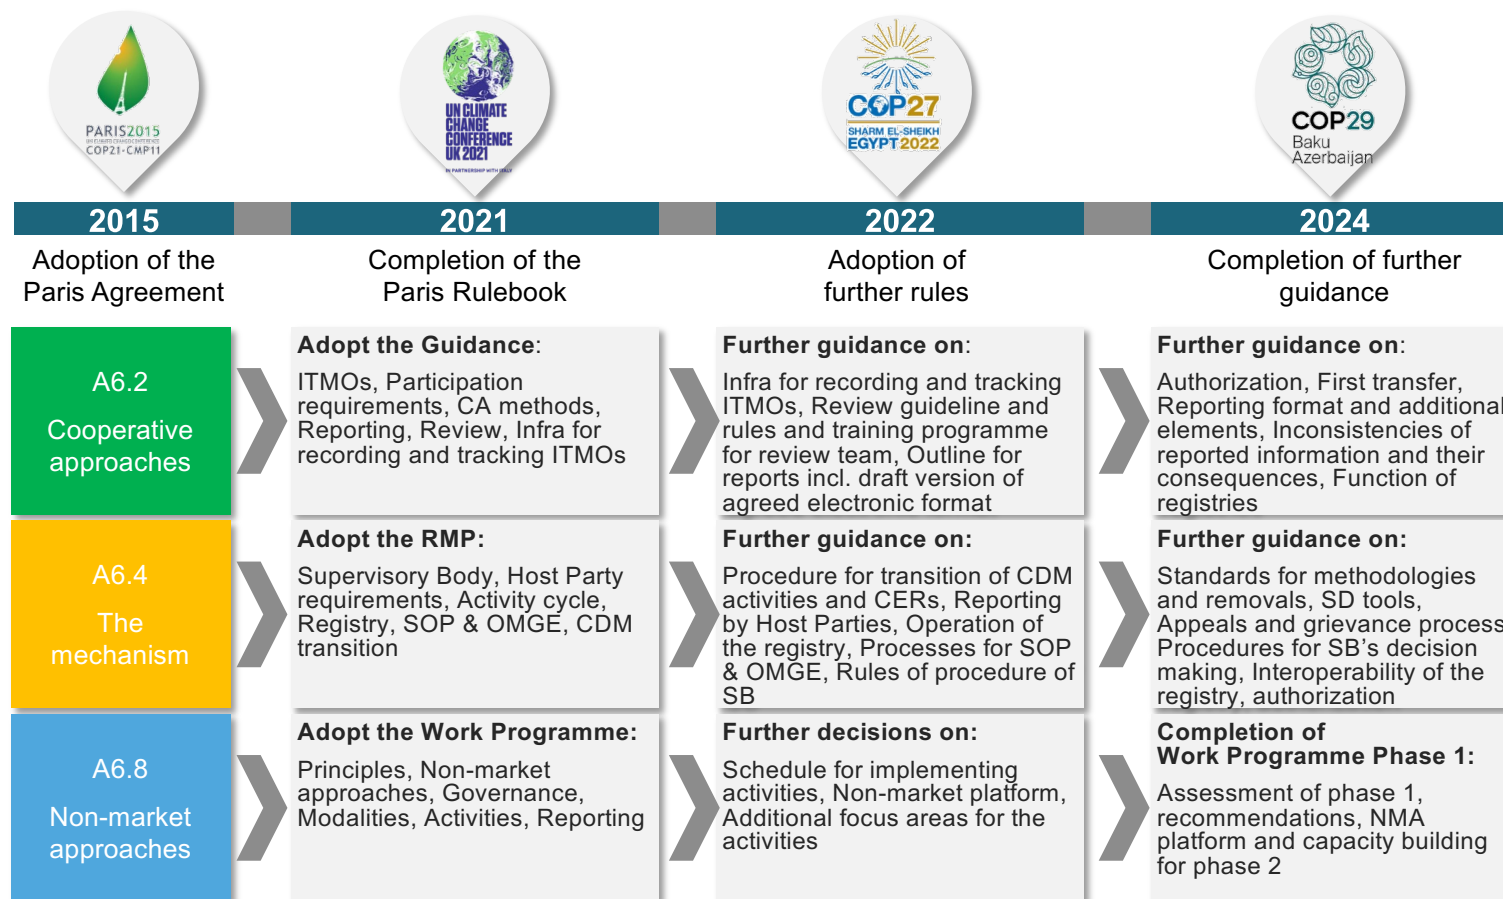 PARIS2015
UN CLIMATE CHANGE CONFERENCE
COP21·CMP11
UN CLIMATE
CHANGE
CONFERENCE
UK 2021
IN PARTNERSHIP WITH ITALY
COP27
SHARM EL-SHEIKH
EGYPT 2022
COP29
Baku
Azerbaijan
2015
2021
2022
2024
Adoption of the
Paris Agreement
Completion of the
Paris Rulebook
Adoption of
further rules
Completion of further
guidance
A6.2
Cooperative
approaches
Adopt the Guidance:
ITMOs, Participation
requirements, CA methods,
Reporting, Review, Infra for
recording and tracking ITMOs
Further guidance on:
Infra for recording and tracking
ITMOs, Review guideline and
rules and training programme
for review team, Outline for
reports incl. draft version of
agreed electronic format
Further guidance on:
Authorization, First transfer,
Reporting format and additional
elements, Inconsistencies of
reported information and their
consequences, Function of
registries
A6.4
The
mechanism
Adopt the RMP:
Supervisory Body, Host Party
requirements, Activity cycle,
Registry, SOP & OMGE, CDM
transition
Further guidance on:
Procedure for transition of CDM
activities and CERs, Reporting
by Host Parties, Operation of
the registry, Processes for SOP
& OMGE, Rules of procedure of
SB
Further guidance on:
Standards for methodologies
and removals, SD tools,
Appeals and grievance process
Procedures for SB's decision
making, Interoperability of the
registry, authorization
A6.8
Non-market
approaches
Adopt the Work Programme:
Principles, Non-market
approaches, Governance,
Modalities, Activities, Reporting
Further decisions on:
Schedule for implementing
activities, Non-market platform,
Additional focus areas for the
activities
Completion of
Work Programme Phase 1:
Assessment of phase 1,
recommendations, NMA
platform and capacity building
for phase 2